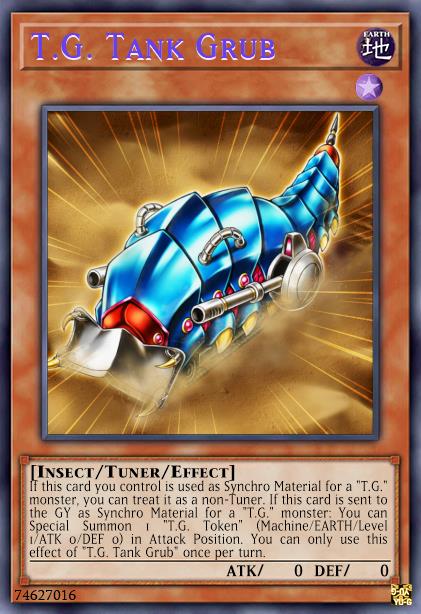 T.G. Tank Grub
EARTH
地
[Insect/Tuner/Effect]
If this card you control is used as Synchro Material for a "T.G."
monster, you can treat it as a non-Tuner. If this card is sent to
the GY as Synchro Material for a "T.G." monster: You can
Special Summon 1 "T.G. Token" (Machine/EARTH/Level
1/ATK 0/DEF 0) in Attack Position. You can only use this
effect of "T.G. Tank Grub" once per turn.
ATK/ 0 DEF/ 0
74627016